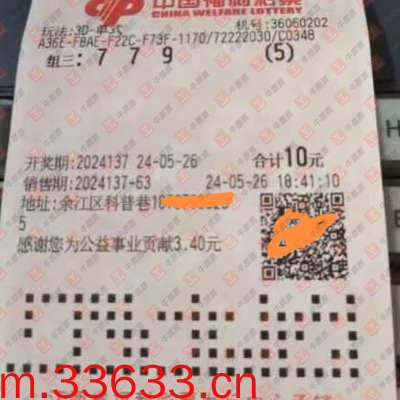 中国福利彩票
CHINA WELFARE LOTTERY
玩法:3D-单式 机号:36060202
A36E-F8AE-F22C-F73F-1170/72222030/C0348
组三:7 7 9 (5)
开奖期:2024137 24-05-26 合计10元
销售期:2024137-63 24-05-26 18:41:10
地址:余江区科普巷
5
感谢您为公益事业贡献3.40元
m.33633.cn